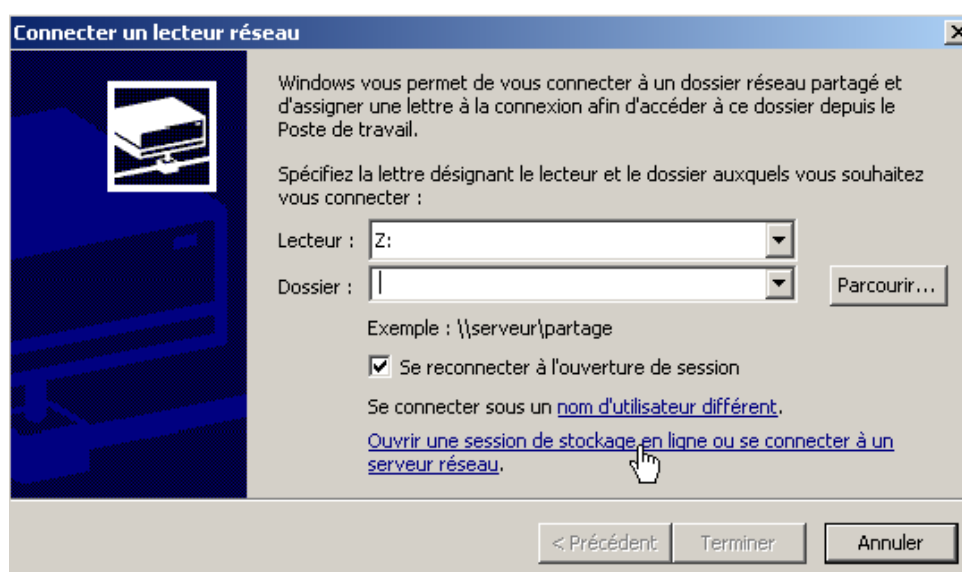 Connecter un lecteur réseau
Windows vous permet de vous connecter à un dossier réseau partagé et
d'assigner une lettre à la connexion afin d'accéder à ce dossier depuis le
Poste de travail.
Spécifiez la lettre désignant le lecteur et le dossier auxquels vous souhaitez
vous connecter :
Lecteur : Z:
Dossier : Parcourir...
Exemple : \\serveur\partage
Se reconnecter à l'ouverture de session
Se connecter sous un nom d'utilisateur différent.
Ouvrir une session de stockage en ligne ou se connecter à un
serveur réseau.
< Précédent Terminer Annuler